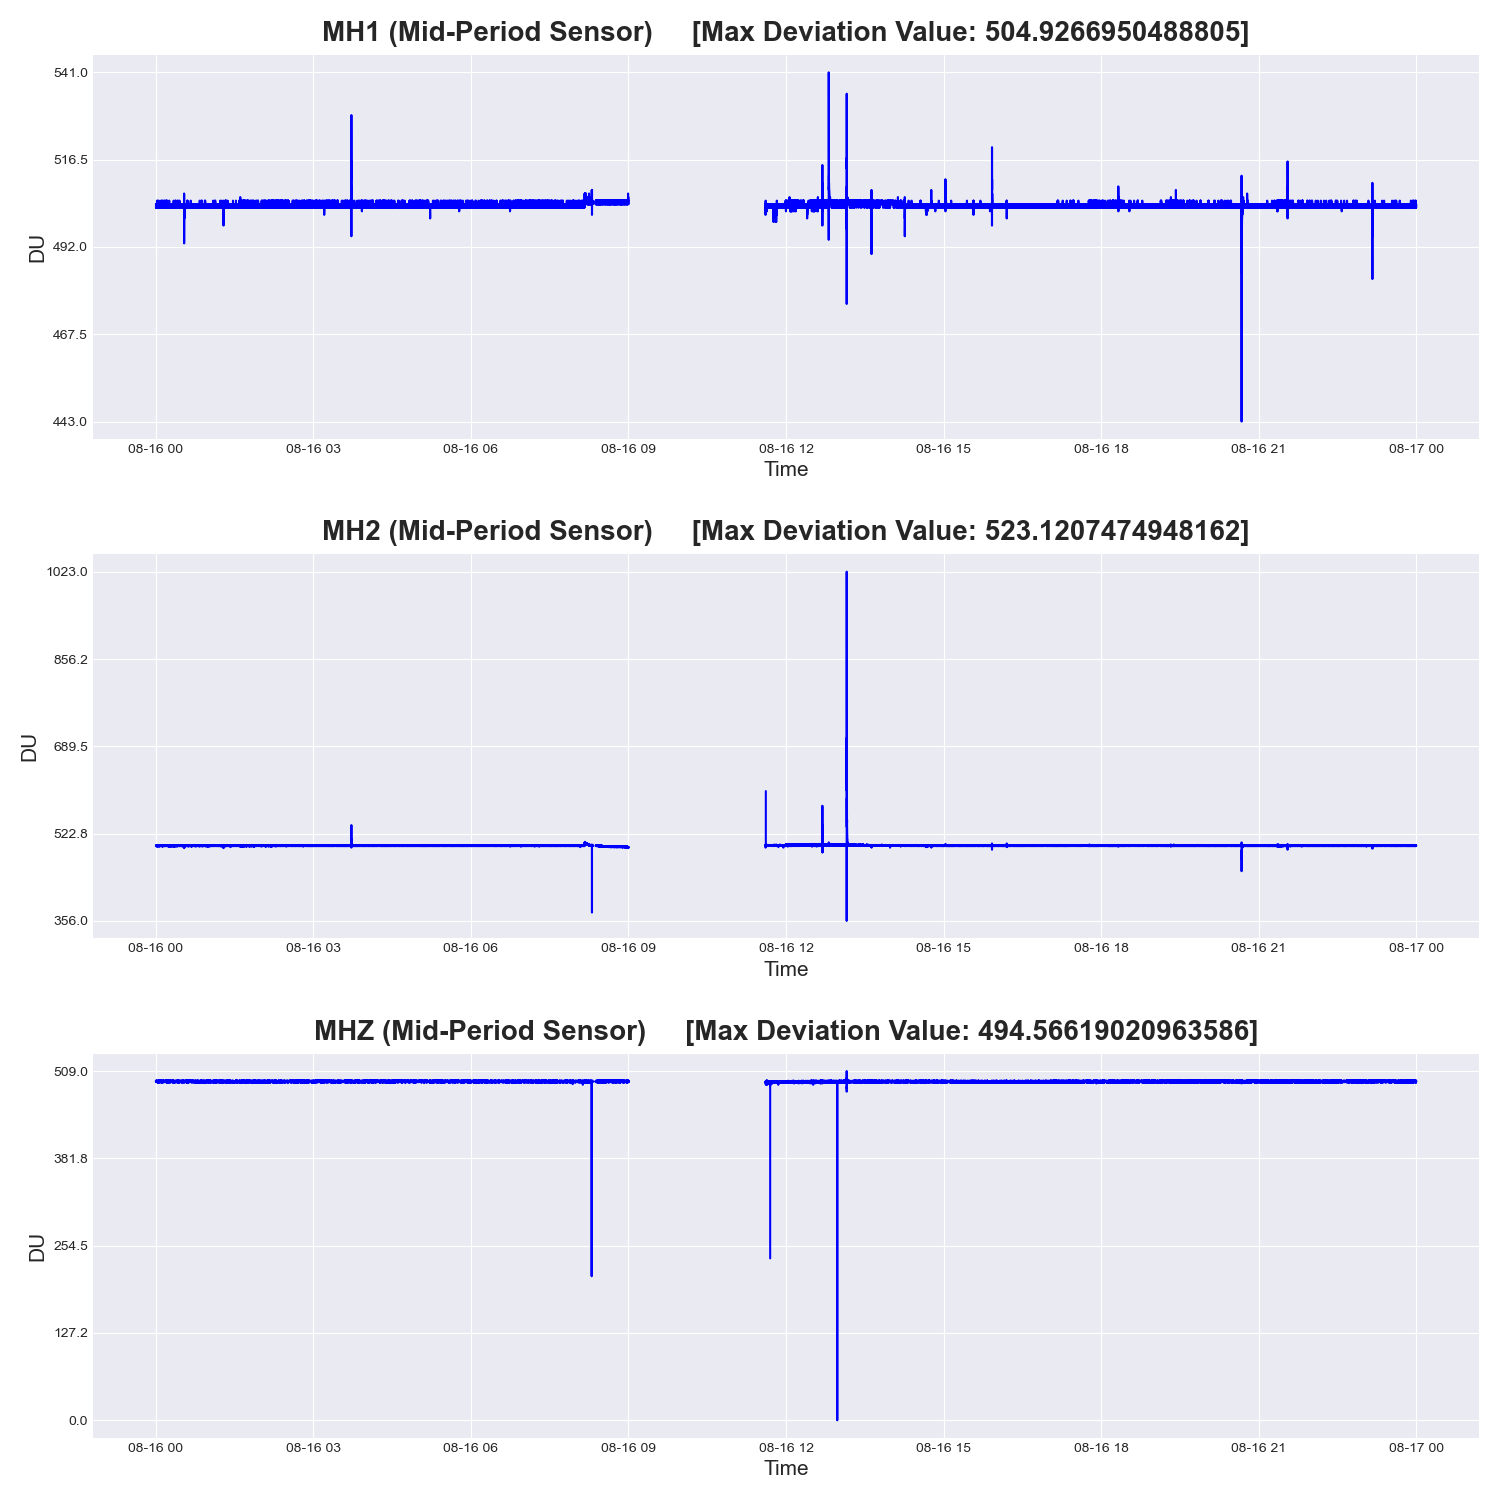 MH1 (Mid-Period Sensor) [Max Deviation Value: 504.9266950488805]
541.0
516.5
492.0
467.5
443.0
DU
08-16 00 08-16 03 08-16 06 08-16 09 08-16 12 08-16 15 08-16 18 08-16 21 08-17 00
Time
MH2 (Mid-Period Sensor) [Max Deviation Value: 523.1207474948162]
1023.0
856.2
689.5
522.8
356.0
DU
08-16 00 08-16 03 08-16 06 08-16 09 08-16 12 08-16 15 08-16 18 08-16 21 08-17 00
Time
MHZ (Mid-Period Sensor) [Max Deviation Value: 494.56619020963586]
509.0
381.8
254.5
127.2
0.0
DU
08-16 00 08-16 03 08-16 06 08-16 09 08-16 12 08-16 15 08-16 18 08-16 21 08-17 00
Time